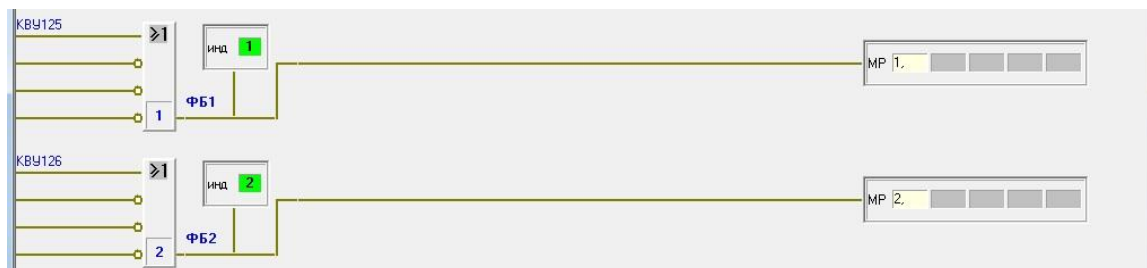 КВУ125
≥1
инд 1
МР 1,
ФБ1
1
КВУ126
≥1
инд 2
МР 2,
ФБ2
2